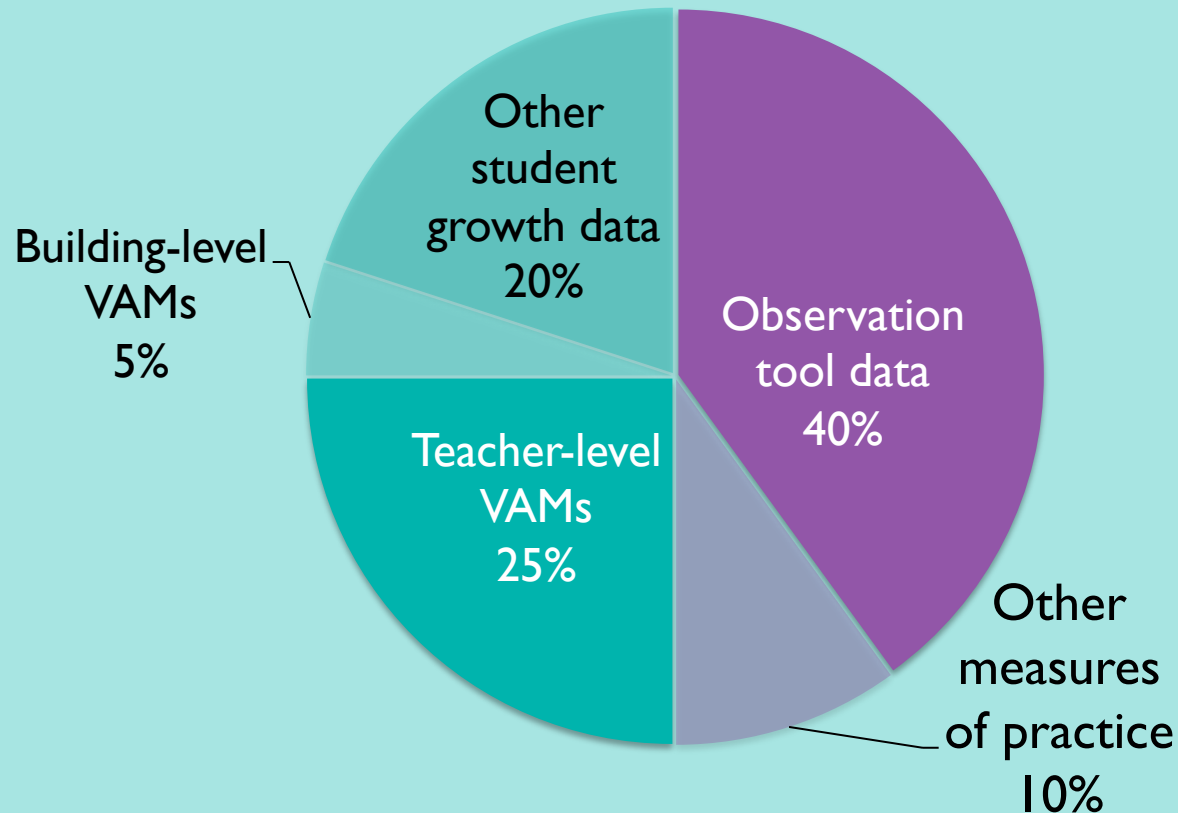 Other
student
growth data
20%
Building-level
VAMs
5%
Observation
tool data
40%
Teacher-level
VAMs
25%
Other
measures
of practice
10%